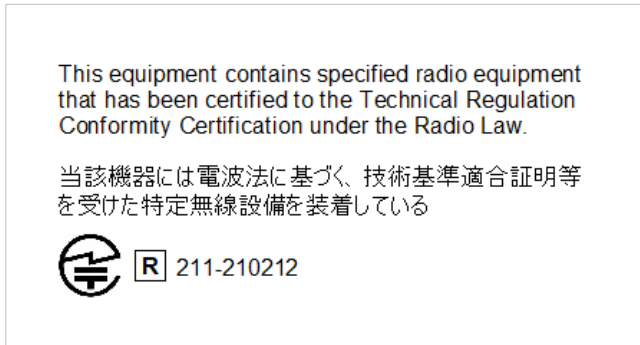 This equipment contains specified radio equipment
that has been certified to the Technical Regulation
Conformity Certification under the Radio Law.
当該機器には電波法に基づく、技術基準適合証明等
を受けた特定無線設備を装着している
R 211-210212